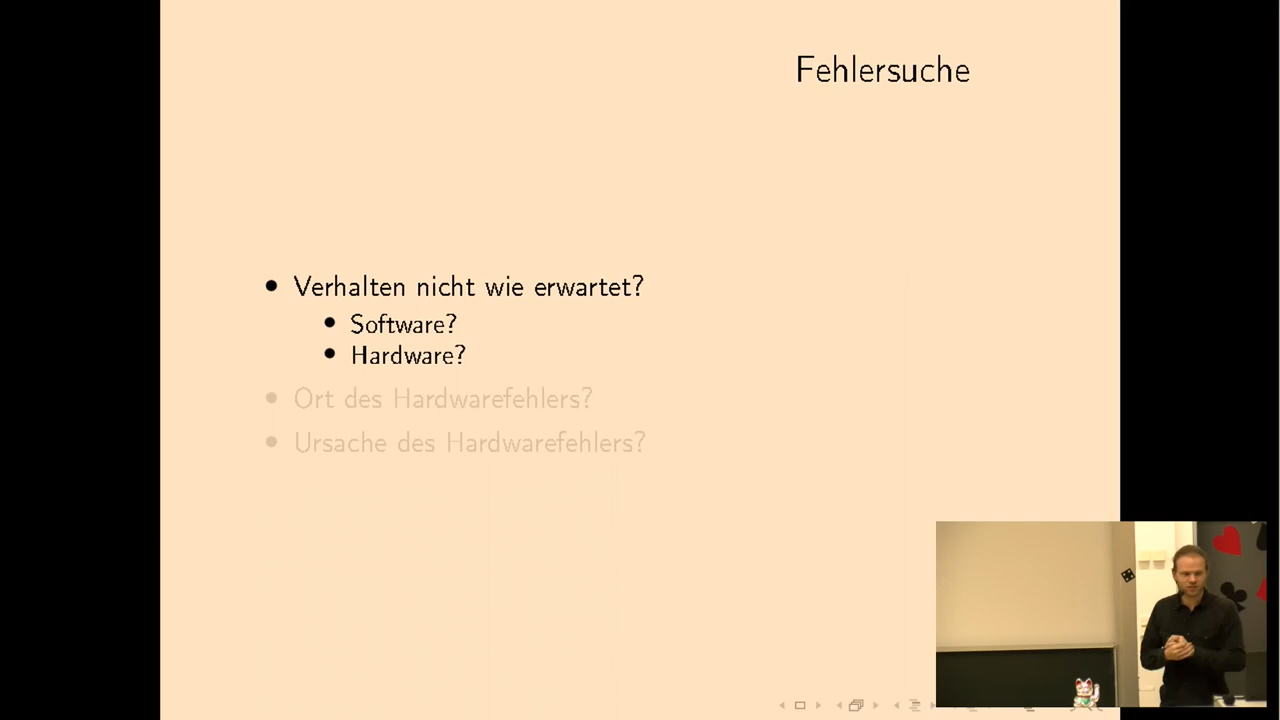 Fehlersuche
• Verhalten nicht wie erwartet?
• Software?
• Hardware?
• Ort des Hardwarefehlers?
• Ursache des Hardwarefehlers?